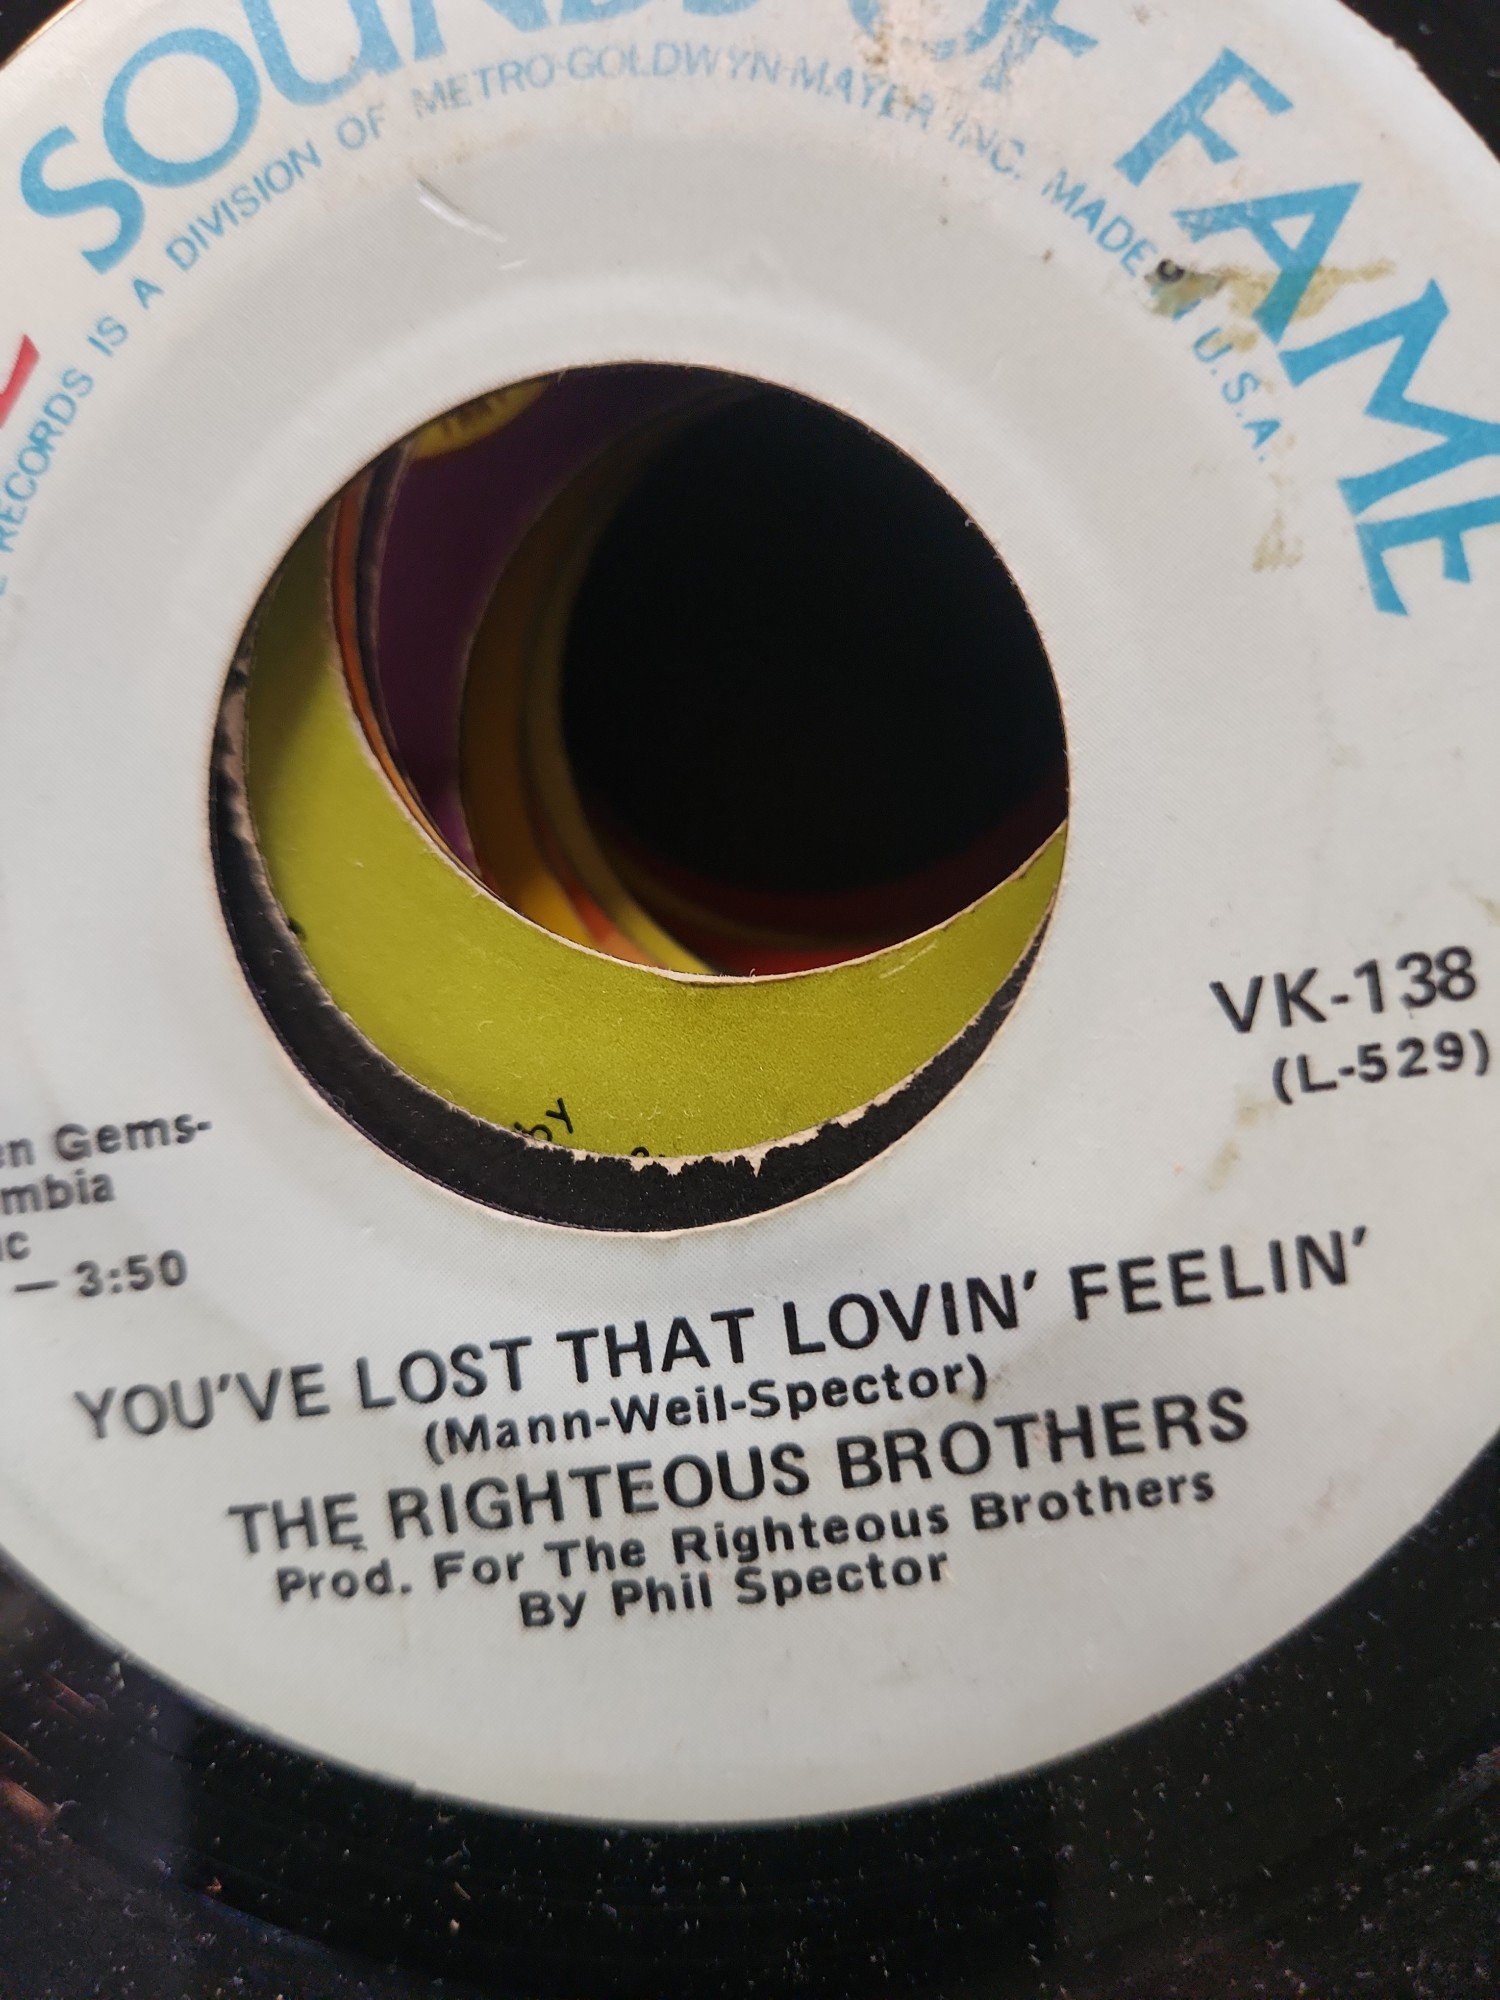 SOUNDS OF FAME
RECORDS IS A DIVISION OF METRO-GOLDWYN-MAYER INC. MADE U.S.A.
VK-138
(L-529)
Gems-
— 3:50
YOU'VE LOST THAT LOVIN' FEELIN'
(Mann-Weil-Spector)
THE RIGHTEOUS BROTHERS
Prod. For The Righteous Brothers
By Phil Spector
by